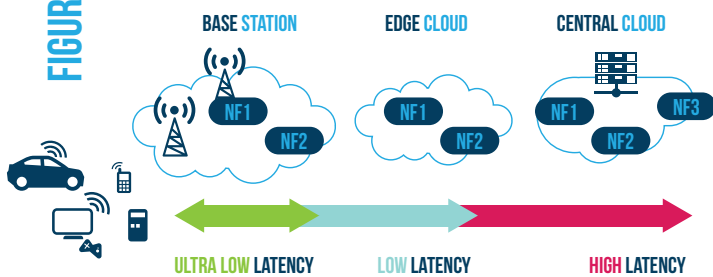 FIGUR
BASE STATION
EDGE CLOUD
CENTRAL CLOUD
NF1
NF2
NF1
NF2
NF1
NF2
NF3
ULTRA LOW LATENCY
LOW LATENCY
HIGH LATENCY